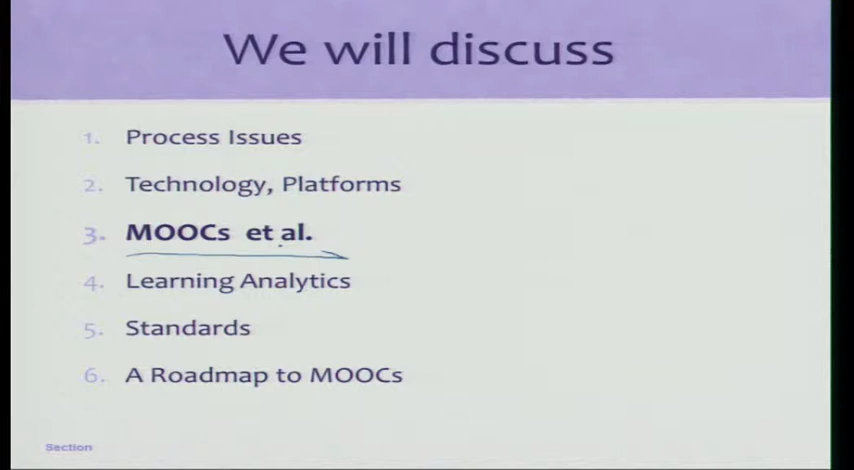 We will discuss
1. Process Issues
2. Technology, Platforms
3. MOOCs et al.
4. Learning Analytics
5. Standards
6. A Roadmap to MOOCs
Section